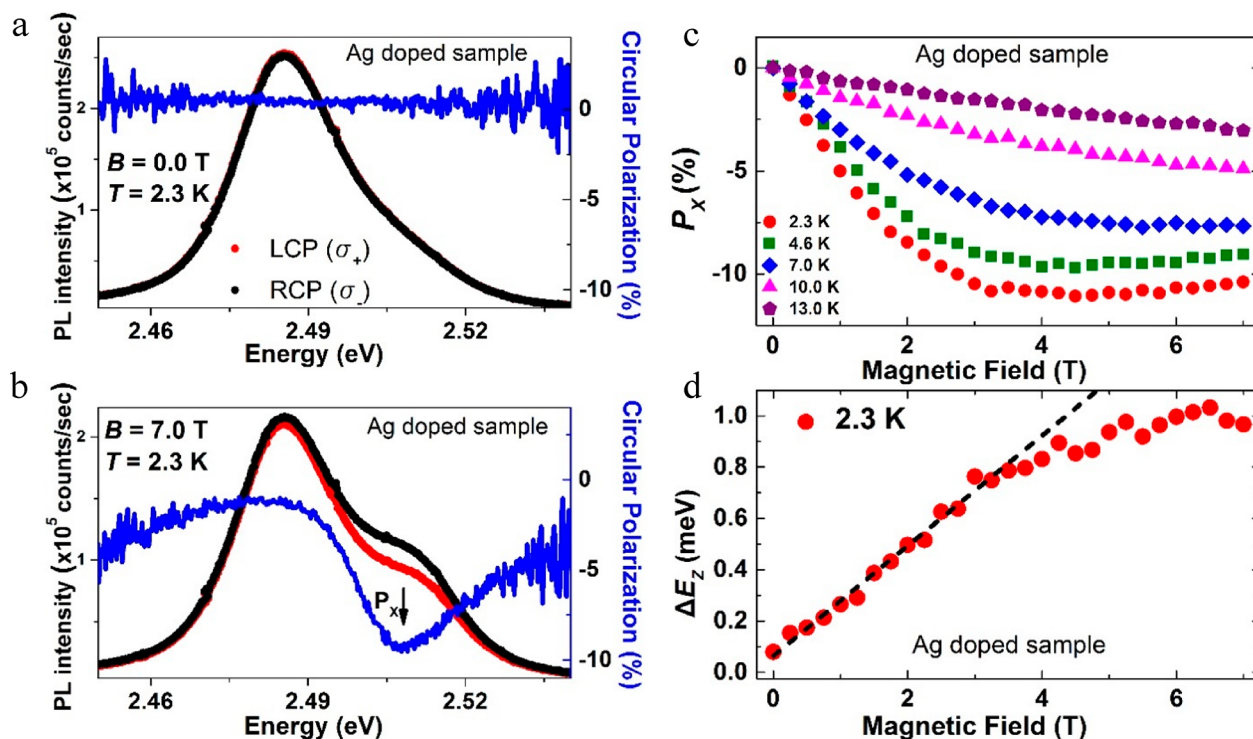 a
PL intensity (x10⁵ counts/sec)
2
1
Ag doped sample
B = 0.0 T
T = 2.3 K
LCP (σ₊)
RCP (σ₋)
2.46
2.49
2.52
Energy (eV)
0
-5
-10
Circular Polarization (%)
b
PL intensity (x10⁵ counts/sec)
2
1
B = 7.0 T
T = 2.3 K
Ag doped sample
Pₓ
2.46
2.49
2.52
Energy (eV)
0
-5
-10
Circular Polarization (%)
c
Ag doped sample
P_X (%)
0
-5
-10
2.3 K
4.6 K
7.0 K
10.0 K
13.0 K
0
2
4
6
Magnetic Field (T)
d
ΔE_Z (meV)
1.0
0.8
0.6
0.4
0.2
0.0
2.3 K
Ag doped sample
0
2
4
6
Magnetic Field (T)